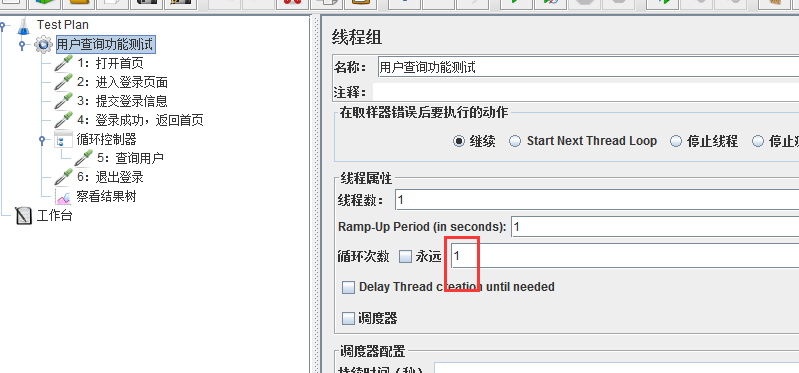 Test Plan
用户查询功能测试
1：打开首页
2：进入登录页面
3：提交登录信息
4：登录成功，返回首页
循环控制器
5：查询用户
6：退出登录
察看结果树
工作台
线程组
名称： 用户查询功能测试
注释：
在取样器错误后要执行的动作
继续 Start Next Thread Loop 停止线程 停止
线程属性
线程数： 1
Ramp-Up Period (in seconds): 1
循环次数 永远 1
Delay Thread creation until needed
调度器
调度器配置
持续时间（秒）